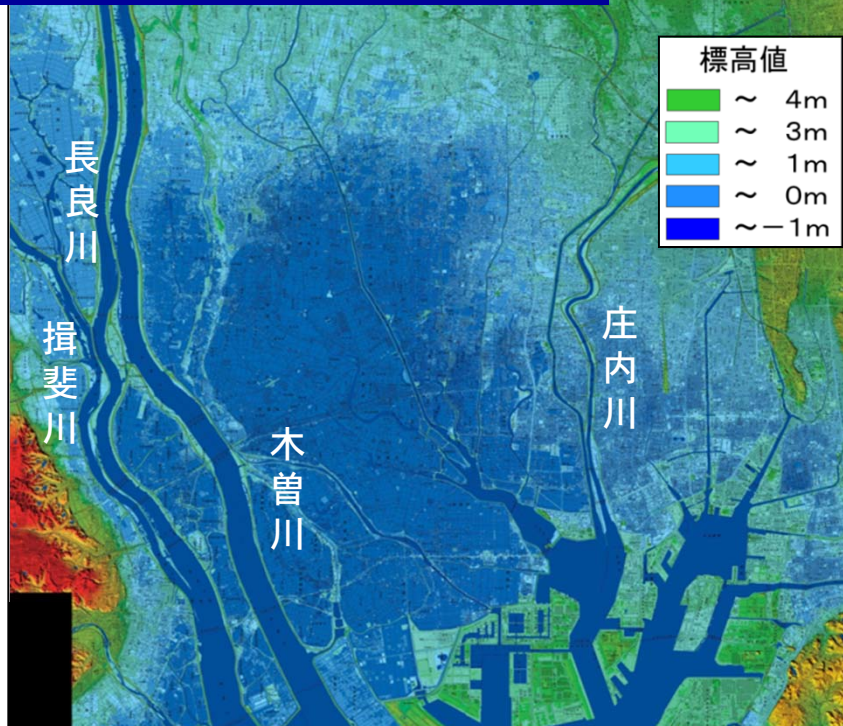 標高値
～ 4m
～ 3m
～ 1m
～ 0m
～－1m
長良川
揖斐川
木曽川
庄内川